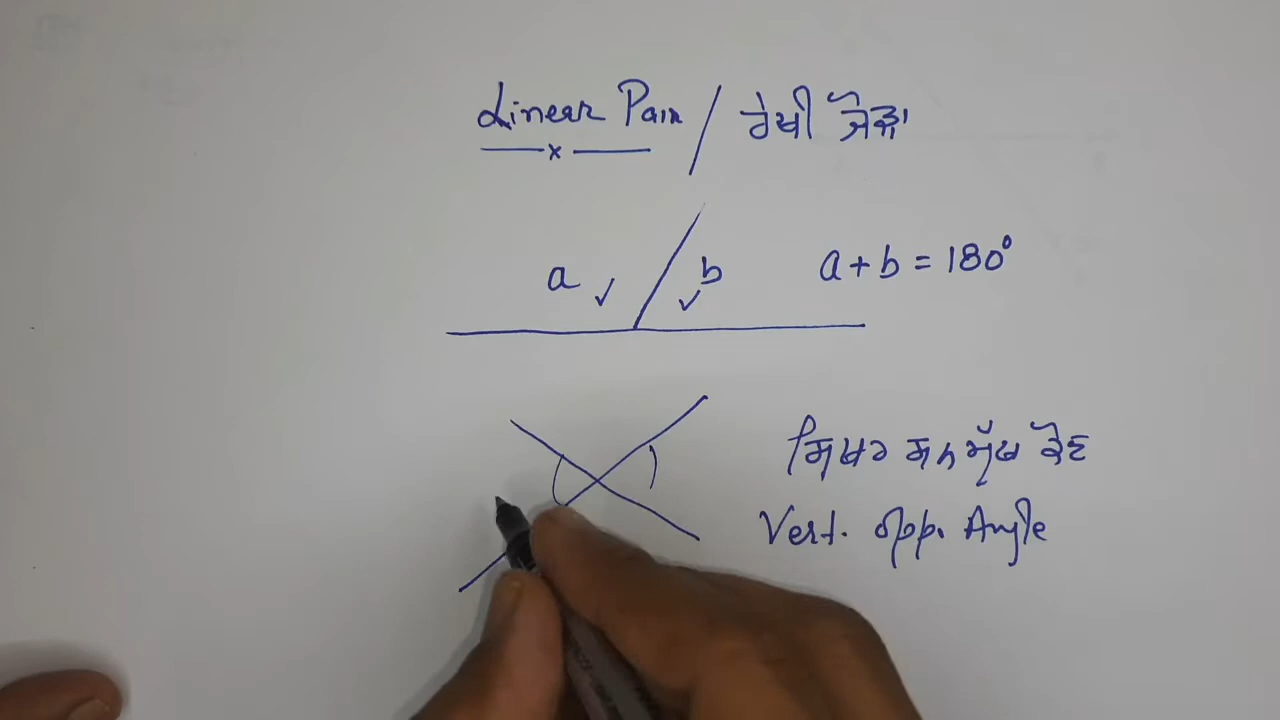 Linear Pair / ਰੇਖੀ ਜੋੜਾ
a b a + b = 180°
ਸਿਖਰ ਸਨਮੁੱਖ ਕੋਣ
Vert. Opp. Angle